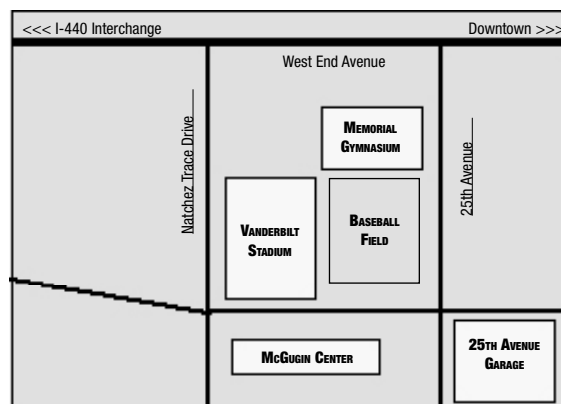 <<< I-440 Interchange
Downtown >>>
West End Avenue
Natchez Trace Drive
25th Avenue
Memorial
Gymnasium
Vanderbilt
Stadium
Baseball
Field
McGugin Center
25th Avenue
Garage